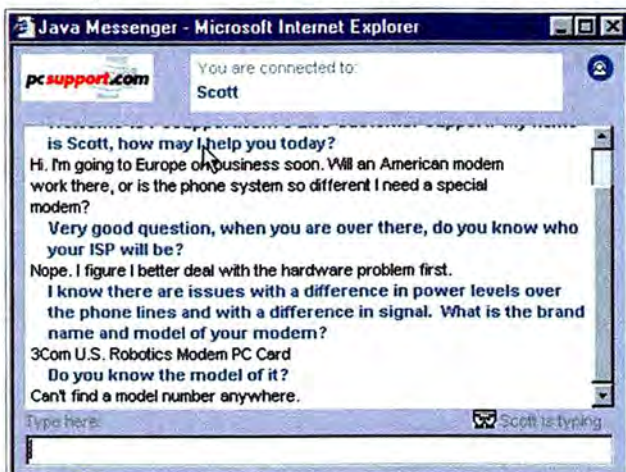 Java Messenger - Microsoft Internet Explorer
pcsupport.com
You are connected to:
Scott
is Scott, how may I help you today?
Hi. I'm going to Europe on business soon. Will an American modem
work there, or is the phone system so different I need a special
modem?
Very good question, when you are over there, do you know who
your ISP will be?
Nope. I figure I better deal with the hardware problem first.
I know there are issues with a difference in power levels over
the phone lines and with a difference in signal. What is the brand
name and model of your modem?
3Com U.S. Robotics Modem PC Card
Do you know the model of it?
Can't find a model number anywhere.
Type here:
Scott is typing